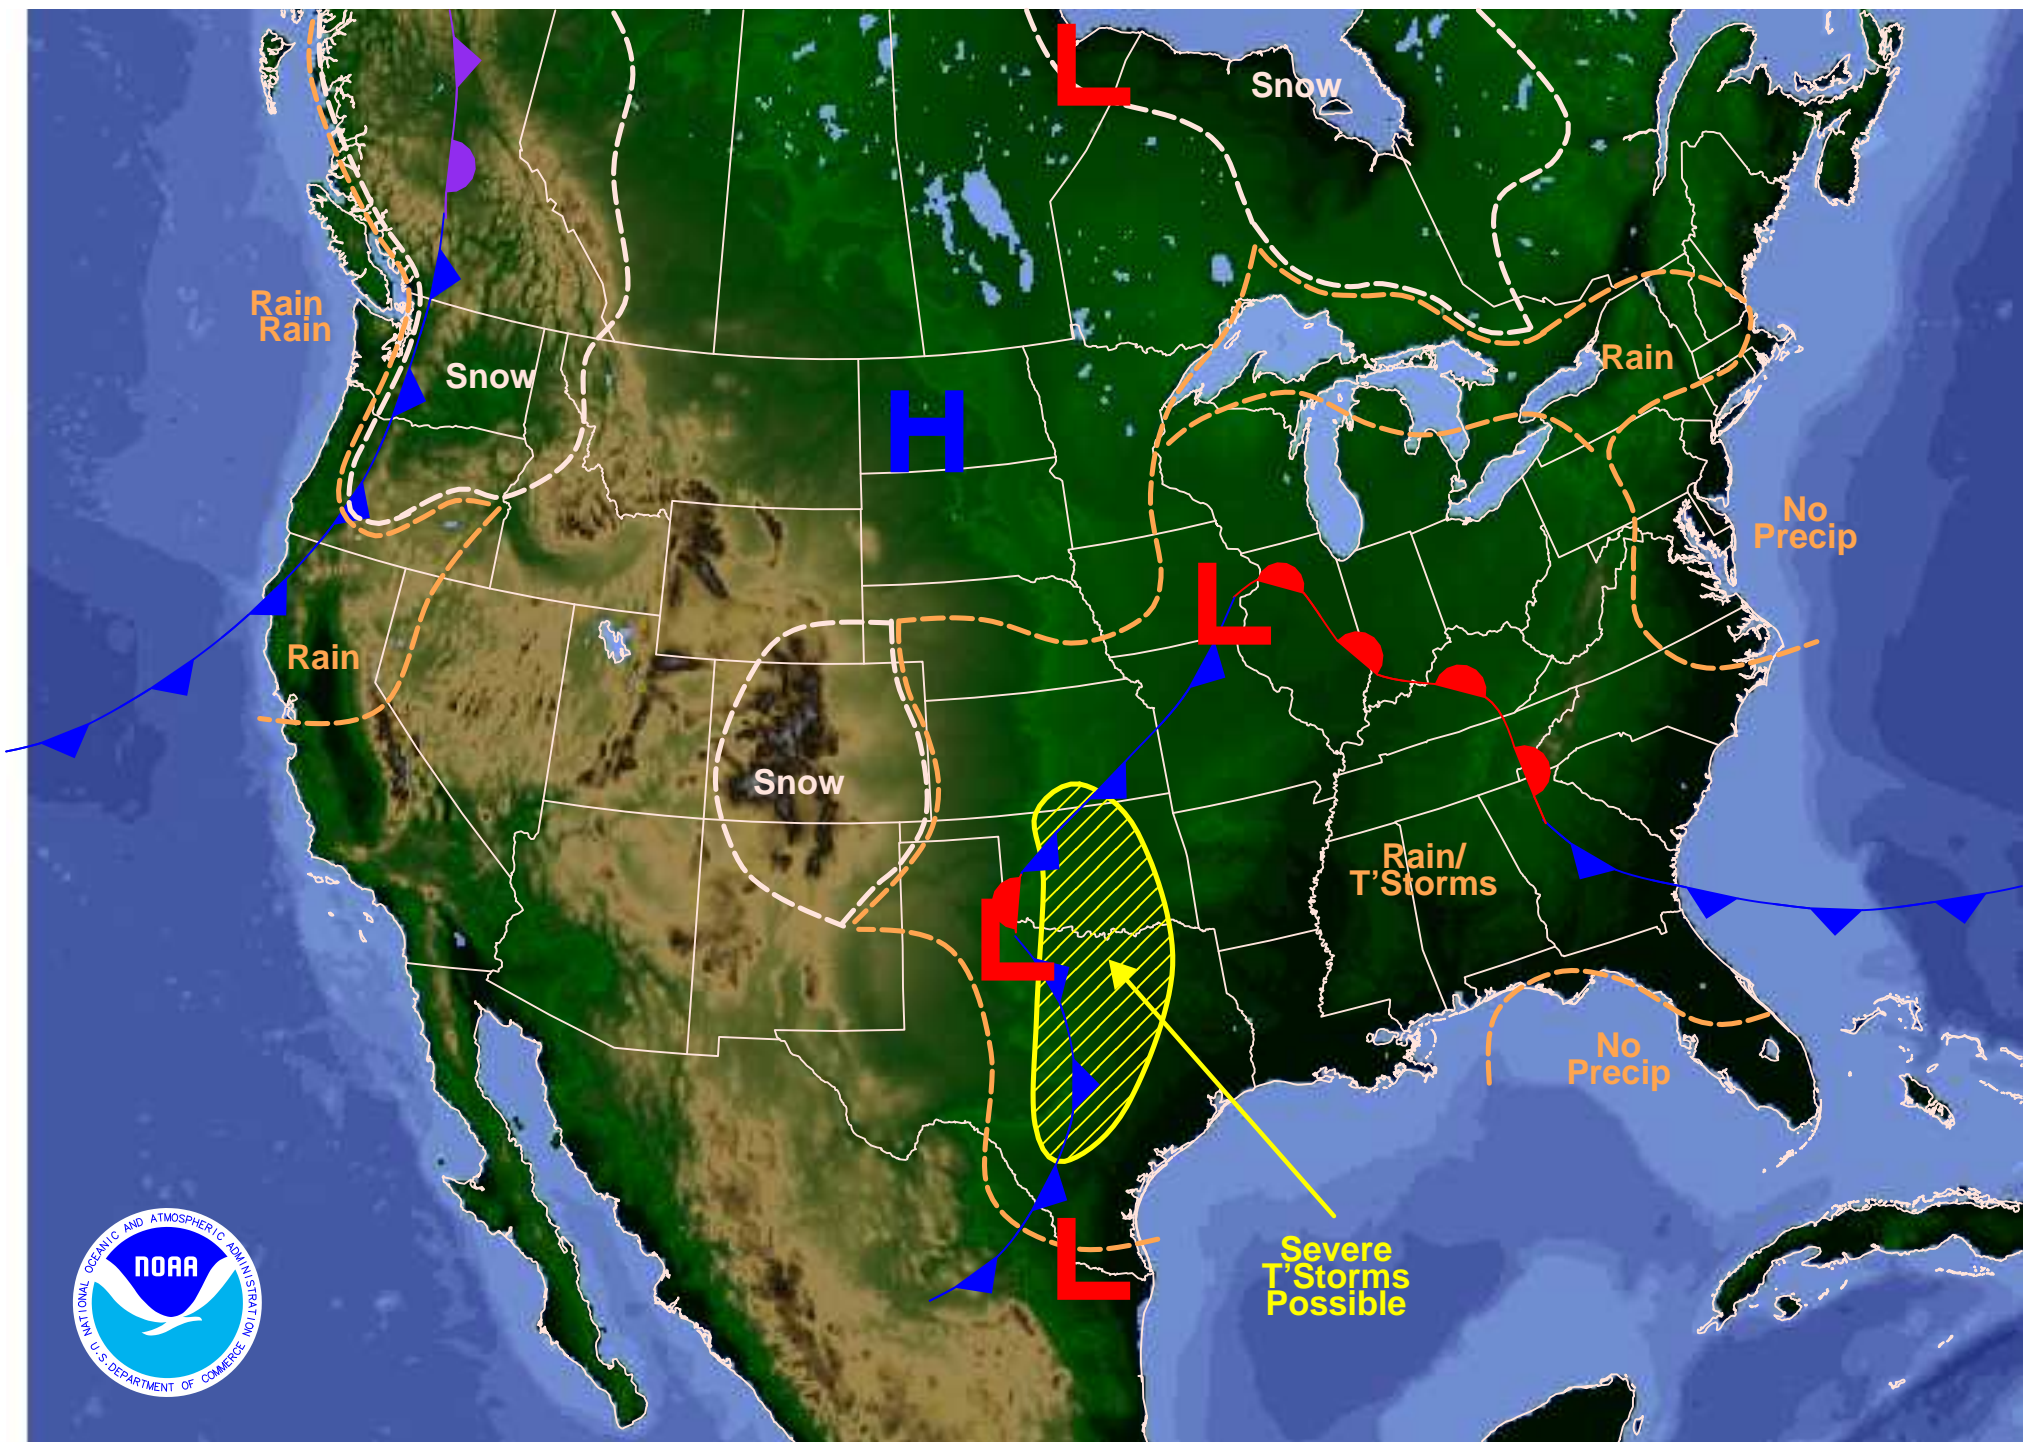 L
Snow
Rain
Rain
Snow
Rain
H
No
Precip
L
Rain
Snow
Rain/
T'Storms
L
No
Precip
L
Severe
T'Storms
Possible
NOAA
NATIONAL OCEANIC AND ATMOSPHERIC ADMINISTRATION
U.S. DEPARTMENT OF COMMERCE